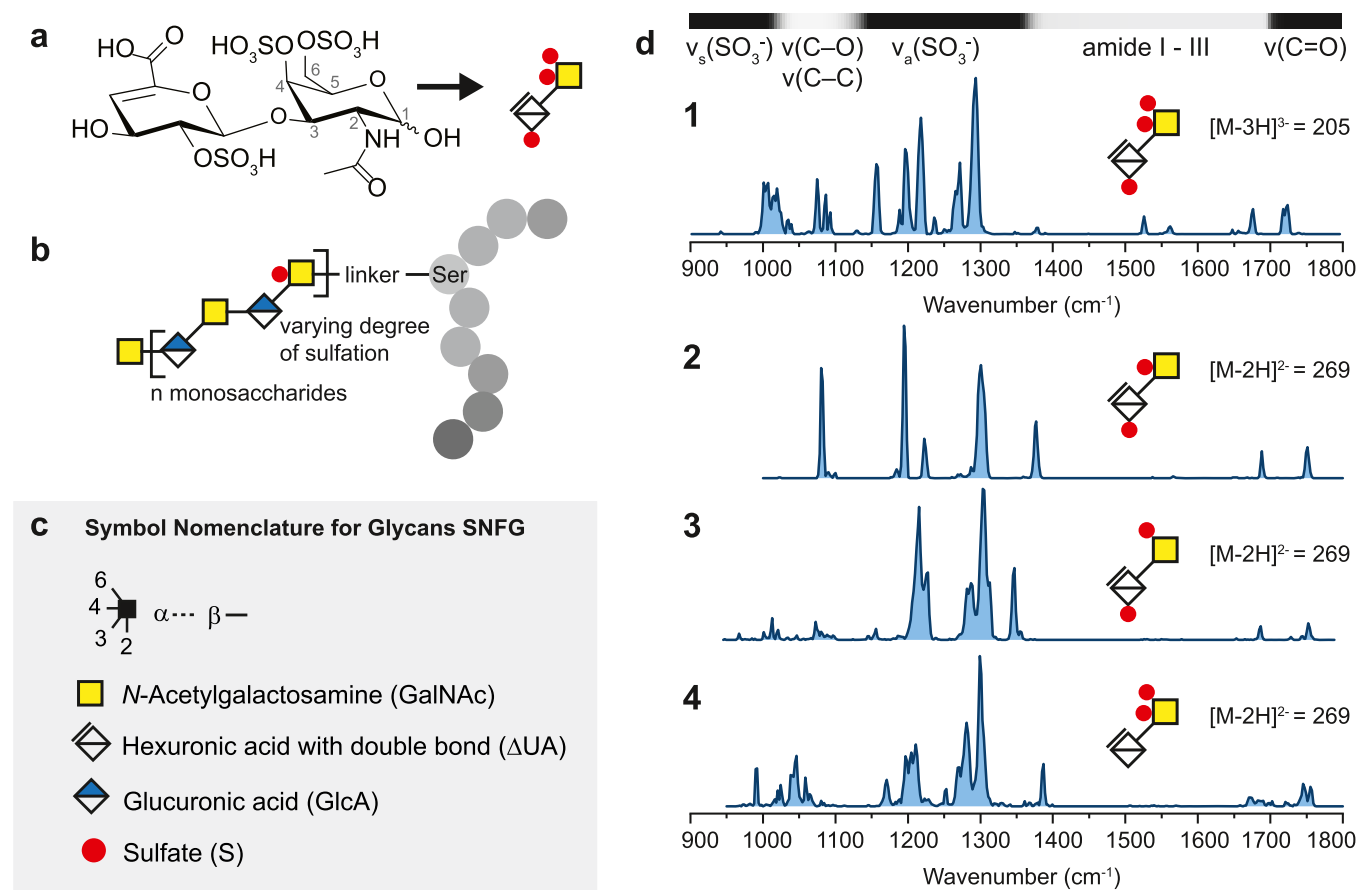 a
HO
O
HO
OSO3H
O
O
HO3SO
OSO3H
6
4
5
O
3
2
1
OH
NH
O
b
linker
Ser
varying degree
of sulfation
n monosaccharides
c Symbol Nomenclature for Glycans SNFG
6
4
3
2
α
β
N-Acetylgalactosamine (GalNAc)
Hexuronic acid with double bond (ΔUA)
Glucuronic acid (GlcA)
Sulfate (S)
d
νs(SO3-) ν(C–O) νa(SO3-) amide I - III ν(C=O)
ν(C–C)
1
[M-3H]3- = 205
900 1000 1100 1200 1300 1400 1500 1600 1700 1800
Wavenumber (cm-1)
2
[M-2H]2- = 269
3
[M-2H]2- = 269
4
[M-2H]2- = 269
900 1000 1100 1200 1300 1400 1500 1600 1700 1800
Wavenumber (cm-1)